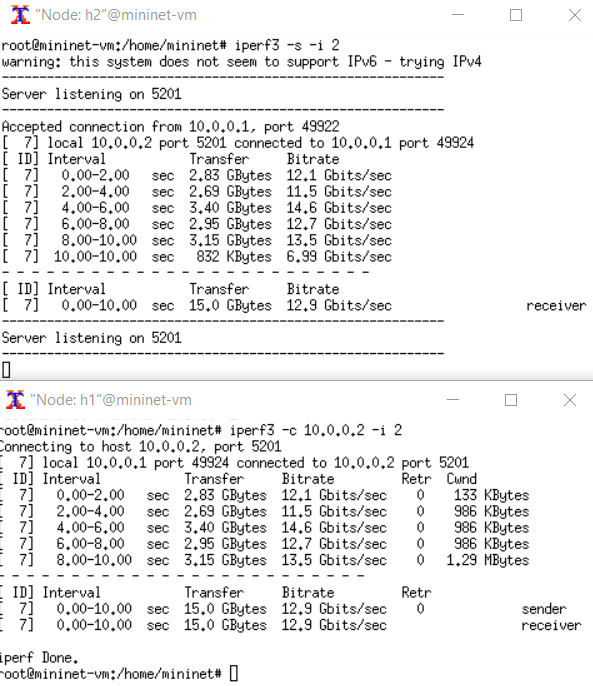 "Node: h2"@mininet-vm
root@mininet-vm:/home/mininet# iperf3 -s -i 2
warning: this system does not seem to support IPv6 - trying IPv4
-----------------------------------------------------------
Server listening on 5201
-----------------------------------------------------------
Accepted connection from 10.0.0.1, port 49922
[  7] local 10.0.0.2 port 5201 connected to 10.0.0.1 port 49924
[ ID] Interval           Transfer     Bitrate
[  7]   0.00-2.00   sec  2.83 GBytes  12.1 Gbits/sec
[  7]   2.00-4.00   sec  2.69 GBytes  11.5 Gbits/sec
[  7]   4.00-6.00   sec  3.40 GBytes  14.6 Gbits/sec
[  7]   6.00-8.00   sec  2.95 GBytes  12.7 Gbits/sec
[  7]   8.00-10.00  sec  3.15 GBytes  13.5 Gbits/sec
[  7]  10.00-10.00  sec   832 KBytes  6.99 Gbits/sec
- - - - - - - - - - - - - - - - - - - - - - - - -
[ ID] Interval           Transfer     Bitrate
[  7]   0.00-10.00  sec  15.0 GBytes  12.9 Gbits/sec                  receiver
-----------------------------------------------------------
Server listening on 5201
-----------------------------------------------------------
"Node: h1"@mininet-vm
root@mininet-vm:/home/mininet# iperf3 -c 10.0.0.2 -i 2
Connecting to host 10.0.0.2, port 5201
[  7] local 10.0.0.1 port 49924 connected to 10.0.0.2 port 5201
[ ID] Interval           Transfer     Bitrate         Retr  Cwnd
[  7]   0.00-2.00   sec  2.83 GBytes  12.1 Gbits/sec    0    133 KBytes
[  7]   2.00-4.00   sec  2.69 GBytes  11.5 Gbits/sec    0    986 KBytes
[  7]   4.00-6.00   sec  3.40 GBytes  14.6 Gbits/sec    0    986 KBytes
[  7]   6.00-8.00   sec  2.95 GBytes  12.7 Gbits/sec    0    986 KBytes
[  7]   8.00-10.00  sec  3.15 GBytes  13.5 Gbits/sec    0   1.29 MBytes
- - - - - - - - - - - - - - - - - - - - - - - - -
[ ID] Interval           Transfer     Bitrate         Retr
[  7]   0.00-10.00  sec  15.0 GBytes  12.9 Gbits/sec    0             sender
[  7]   0.00-10.00  sec  15.0 GBytes  12.9 Gbits/sec                  receiver
iperf Done.
root@mininet-vm:/home/mininet#